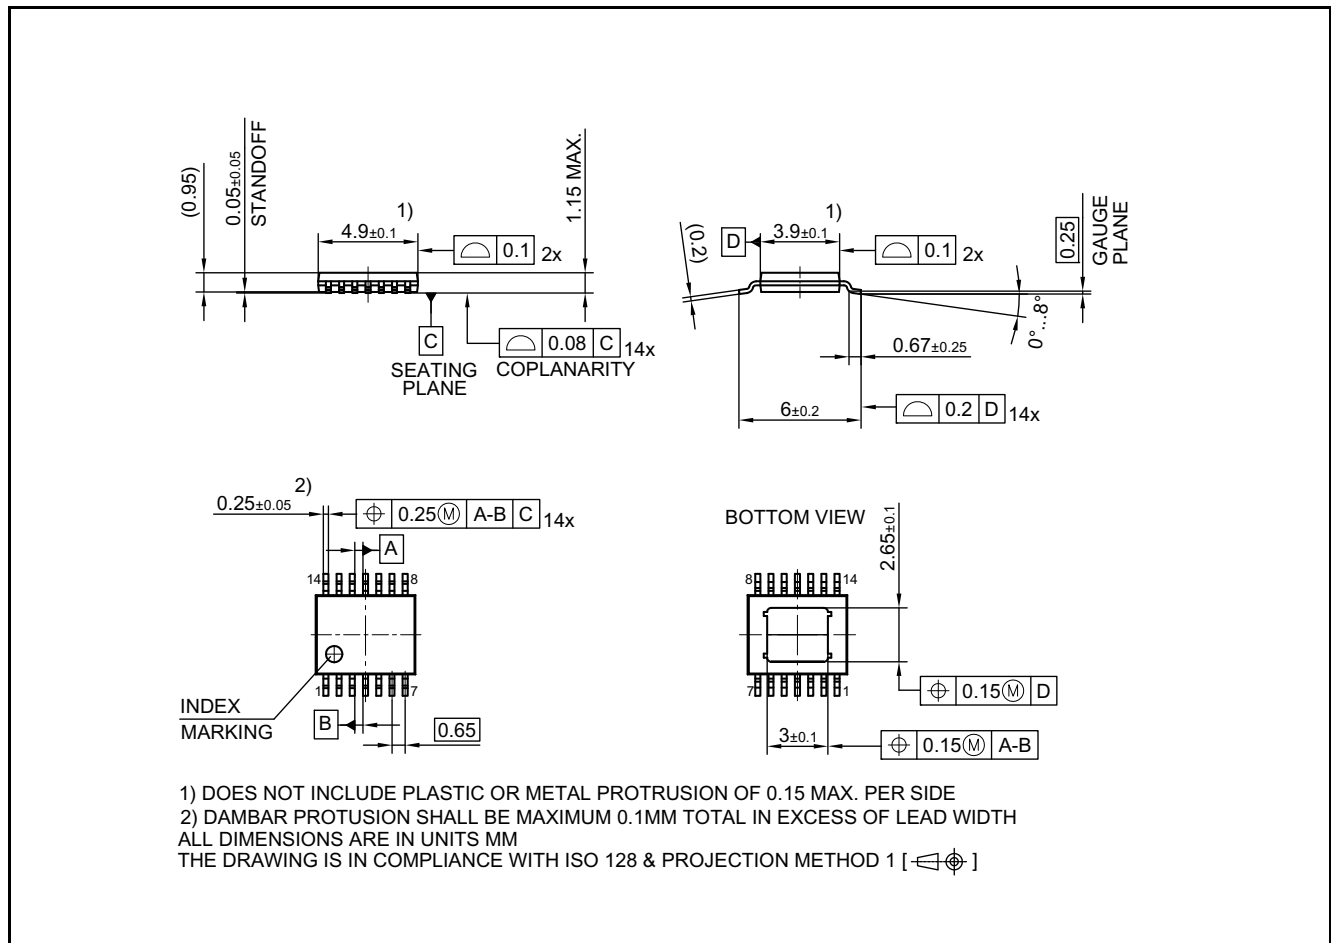 (0.95)
0.05±0.05
STANDOFF
1)
4.9±0.1
0.1 2x
1.15 MAX.
C
SEATING
PLANE
0.08 C 14x
COPLANARITY
(0.2)
D
1)
3.9±0.1
0.1 2x
0.25
GAUGE
PLANE
0°...8°
0.67±0.25
6±0.2
0.2 D 14x
2)
0.25±0.05
0.25 Ⓜ A-B C 14x
A
14 8
1 7
INDEX
MARKING
B
0.65
BOTTOM VIEW
2.65±0.1
8 14
7 1
0.15 Ⓜ D
3±0.1
0.15 Ⓜ A-B
1) DOES NOT INCLUDE PLASTIC OR METAL PROTRUSION OF 0.15 MAX. PER SIDE
2) DAMBAR PROTUSION SHALL BE MAXIMUM 0.1MM TOTAL IN EXCESS OF LEAD WIDTH
ALL DIMENSIONS ARE IN UNITS MM
THE DRAWING IS IN COMPLIANCE WITH ISO 128 & PROJECTION METHOD 1 [ ]